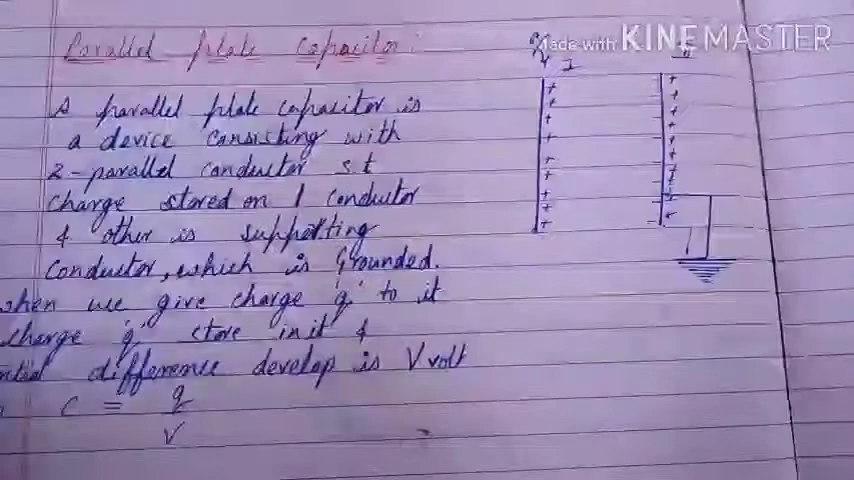 Parallel plate Capacitor:
Made with KINEMASTER
A parallel plate Capacitor is
a device Consisting with
2-parallel conductor st
charge stored on 1 conductor
& other is supporting
Conductor, which is Grounded.
when we give charge 'q' to it
charge 'q' store in it &
ntial difference develop is V volt
C = q
V